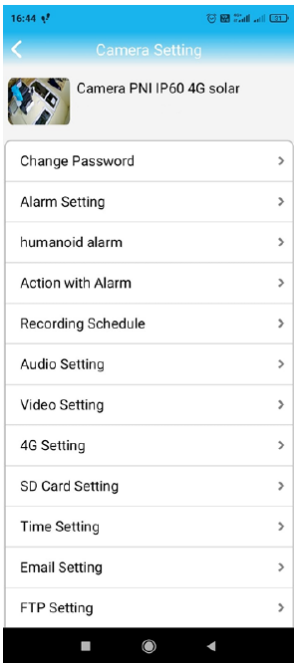 16:44
Camera Setting
Camera PNI IP60 4G solar
Change Password
Alarm Setting
humanoid alarm
Action with Alarm
Recording Schedule
Audio Setting
Video Setting
4G Setting
SD Card Setting
Time Setting
Email Setting
FTP Setting